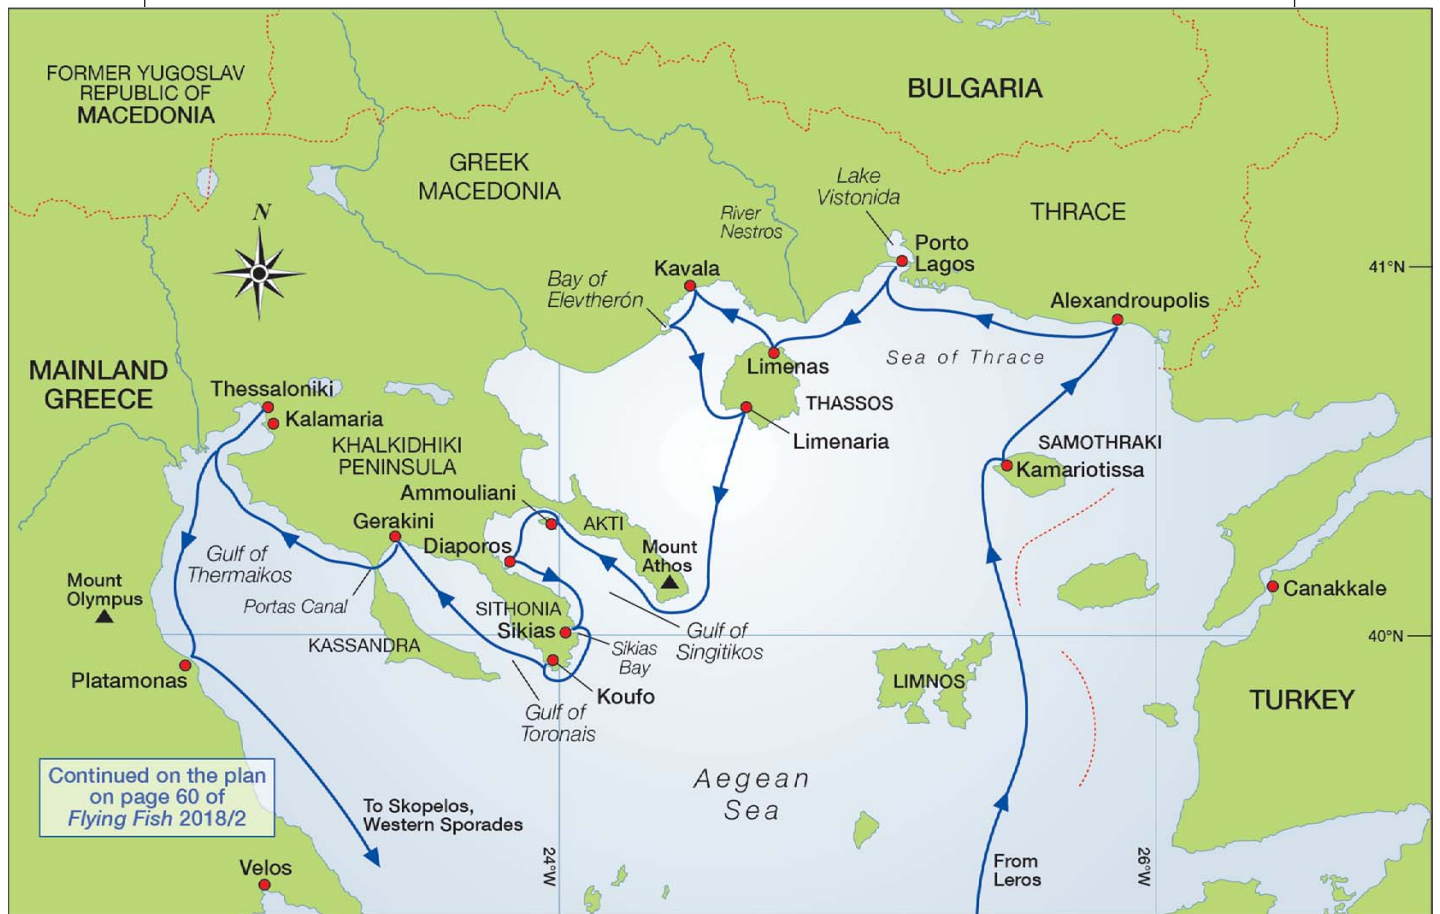 FORMER YUGOSLAV
REPUBLIC OF
MACEDONIA
BULGARIA
GREEK
MACEDONIA
Lake
Vistonida
THRACE
N
River
Nestros
Porto
Lagos
41°N
Kavala
Bay of
Elevtherón
Alexandroupolis
Sea of Thrace
Limenas
MAINLAND
GREECE
Thessaloniki
Kalamaria
THASSOS
Limenaria
KHALKIDHIKI
PENINSULA
SAMOTHRAKI
Kamariotissa
Ammouliani
AKTI
Gerakini
Diaporos
Mount
Athos
Gulf of
Thermaikos
Mount
Olympus
Portas Canal
Canakkale
SITHONIA
Sikias
Sikias
Bay
Gulf of
Singitikos
40°N
KASSANDRA
Platamonas
Koufo
LIMNOS
TURKEY
Gulf of
Toronais
Continued on the plan
on page 60 of
Flying Fish 2018/2
Aegean
Sea
To Skopelos,
Western Sporades
Velos
24°W
From
Leros
26°W